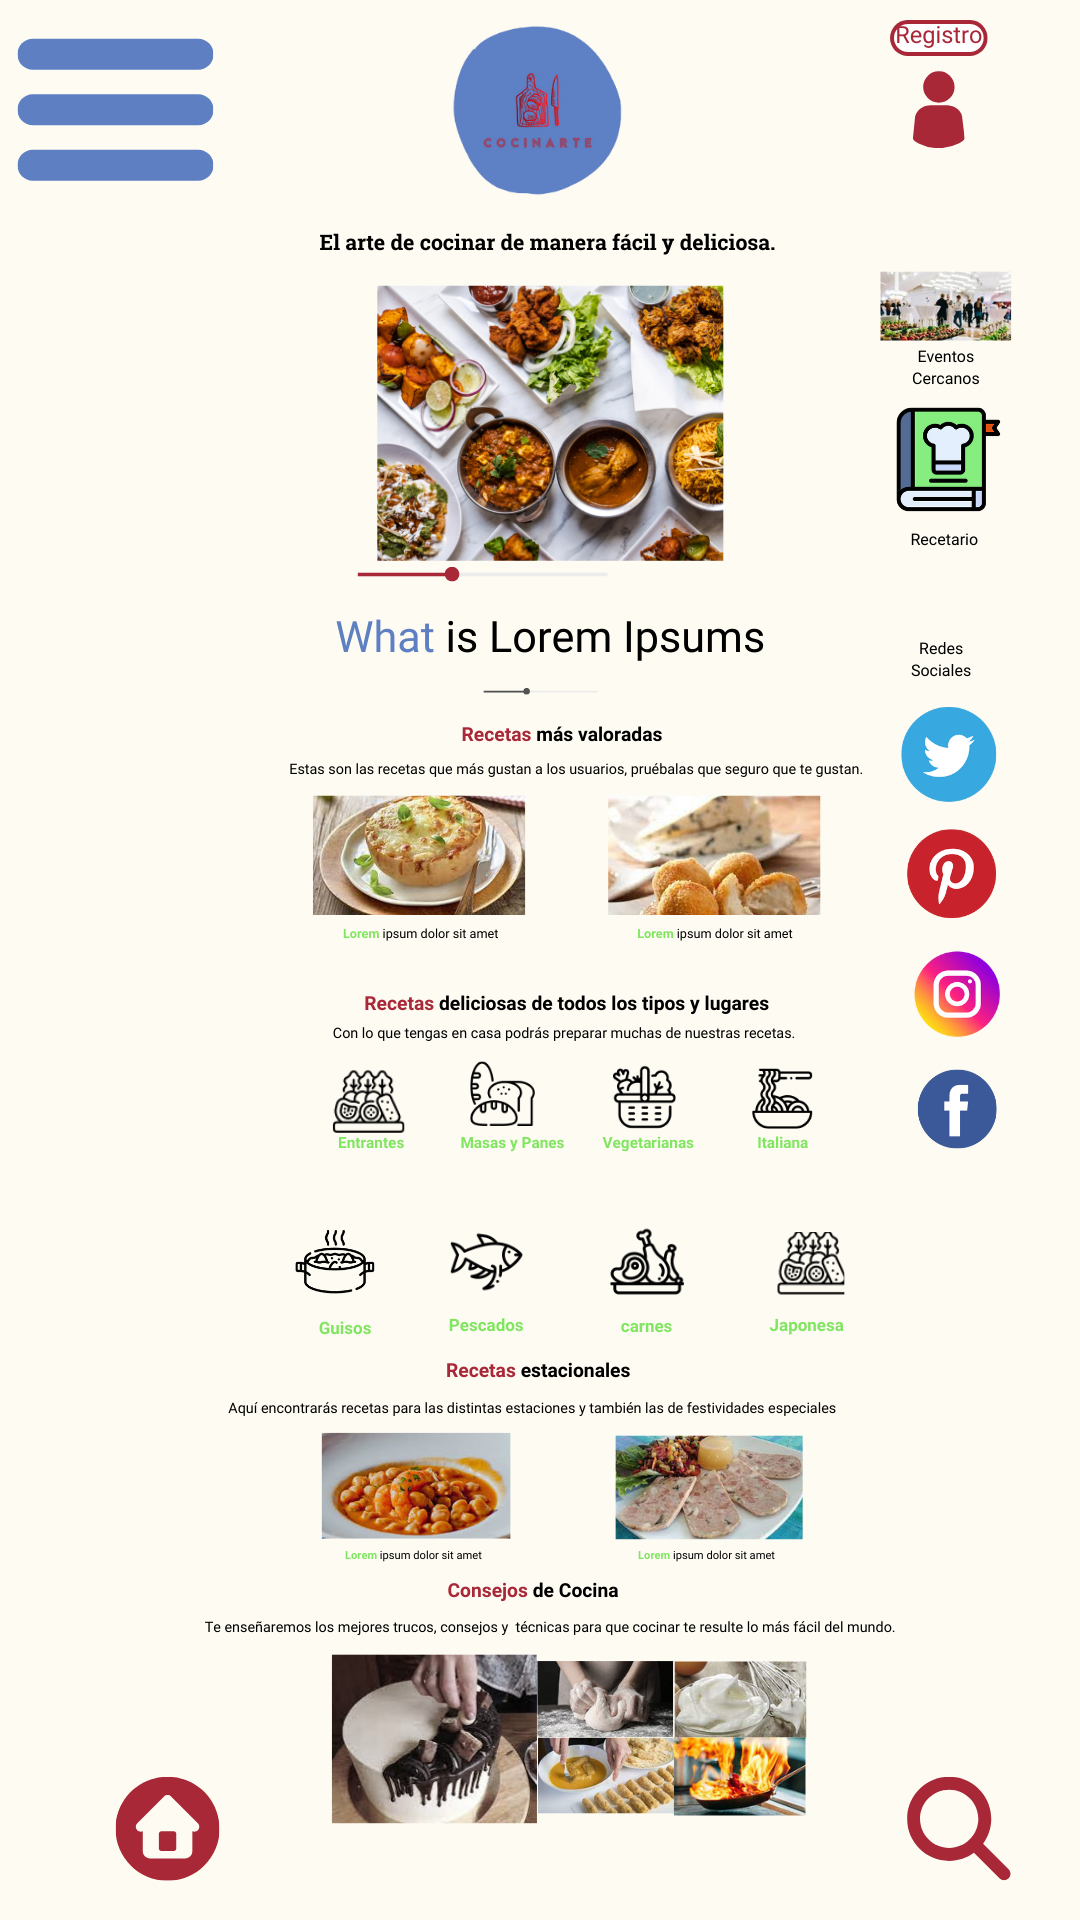 Registro
COCINARTE
El arte de cocinar de manera fácil y deliciosa.
Eventos
Cercanos
Recetario
What is Lorem Ipsums
Redes
Sociales
Recetas más valoradas
Estas son las recetas que más gustan a los usuarios, pruébalas que seguro que te gustan.
Lorem ipsum dolor sit amet
Lorem ipsum dolor sit amet
Recetas deliciosas de todos los tipos y lugares
Con lo que tengas en casa podrás preparar muchas de nuestras recetas.
Entrantes
Masas y Panes
Vegetarianas
Italiana
Guisos
Pescados
carnes
Japonesa
Recetas estacionales
Aquí encontrarás recetas para las distintas estaciones y también las de festividades especiales
Lorem ipsum dolor sit amet
Lorem ipsum dolor sit amet
Consejos de Cocina
Te enseñaremos los mejores trucos, consejos y  técnicas para que cocinar te resulte lo más fácil del mundo.